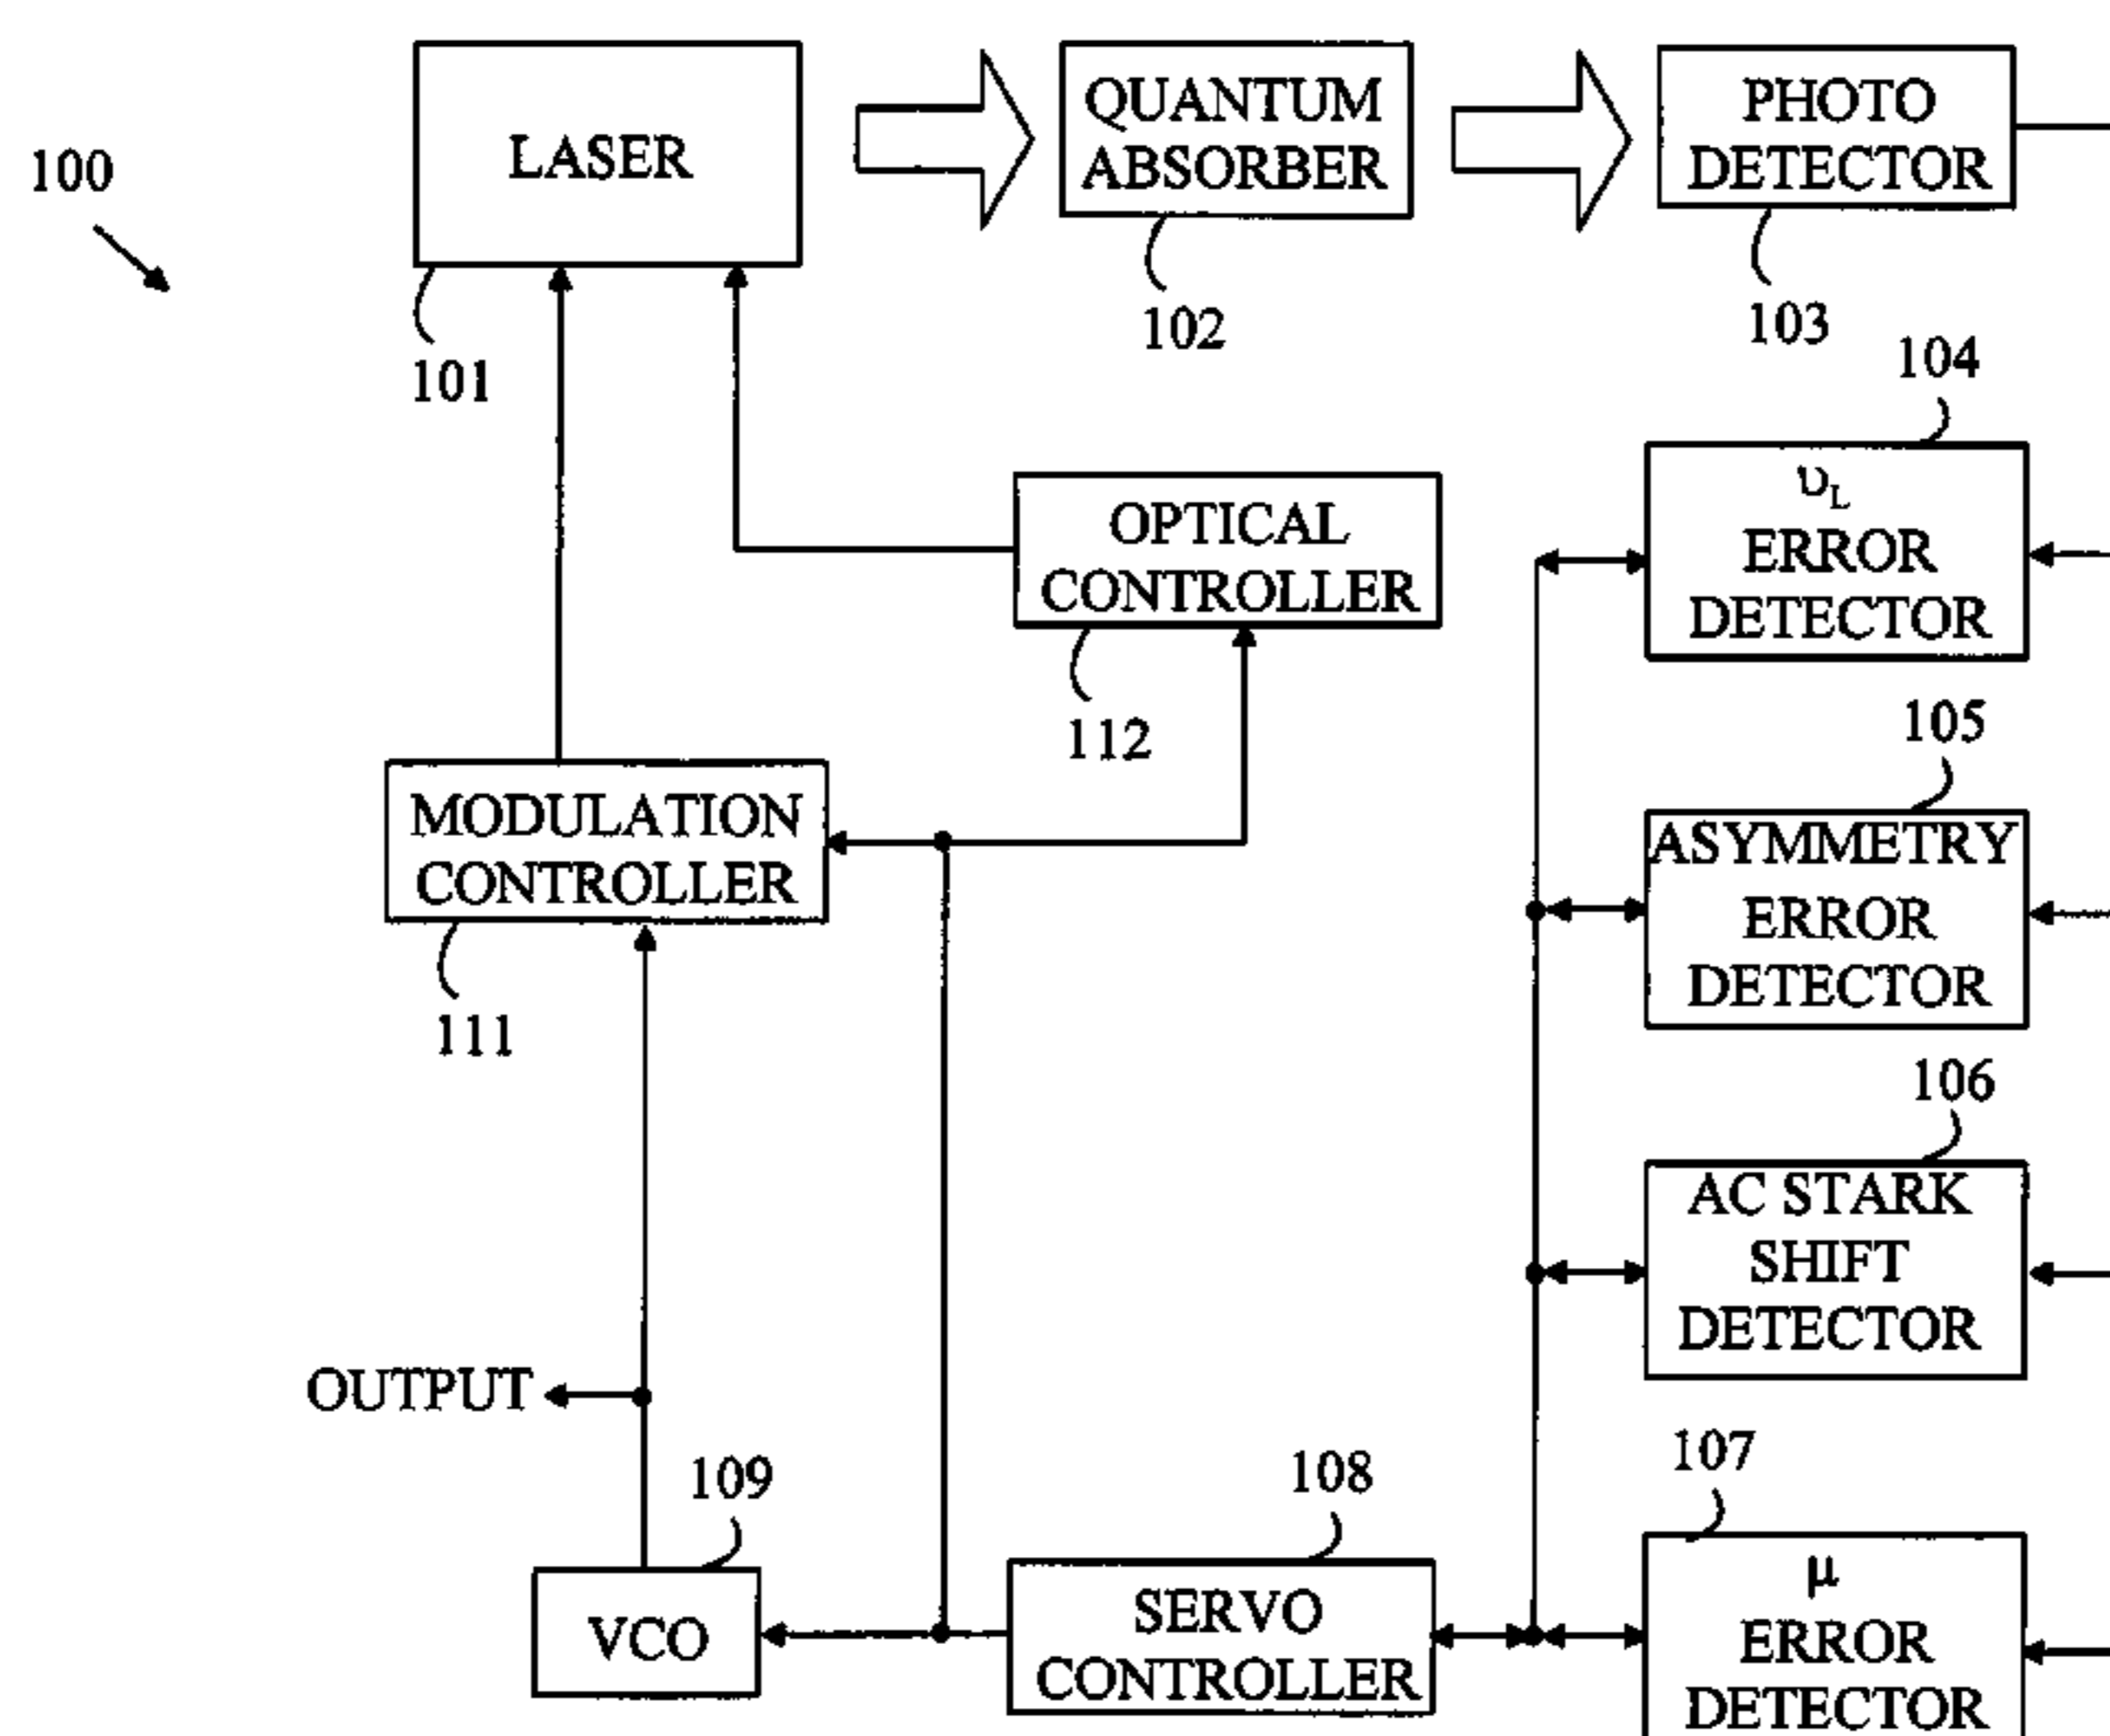 100
LASER
101
QUANTUM
ABSORBER
102
PHOTO
DETECTOR
103
104
υL
ERROR
DETECTOR
OPTICAL
CONTROLLER
112
105
ASYMMETRY
ERROR
DETECTOR
MODULATION
CONTROLLER
111
106
AC STARK
SHIFT
DETECTOR
OUTPUT
107
μ
ERROR
DETECTOR
108
SERVO
CONTROLLER
109
VCO